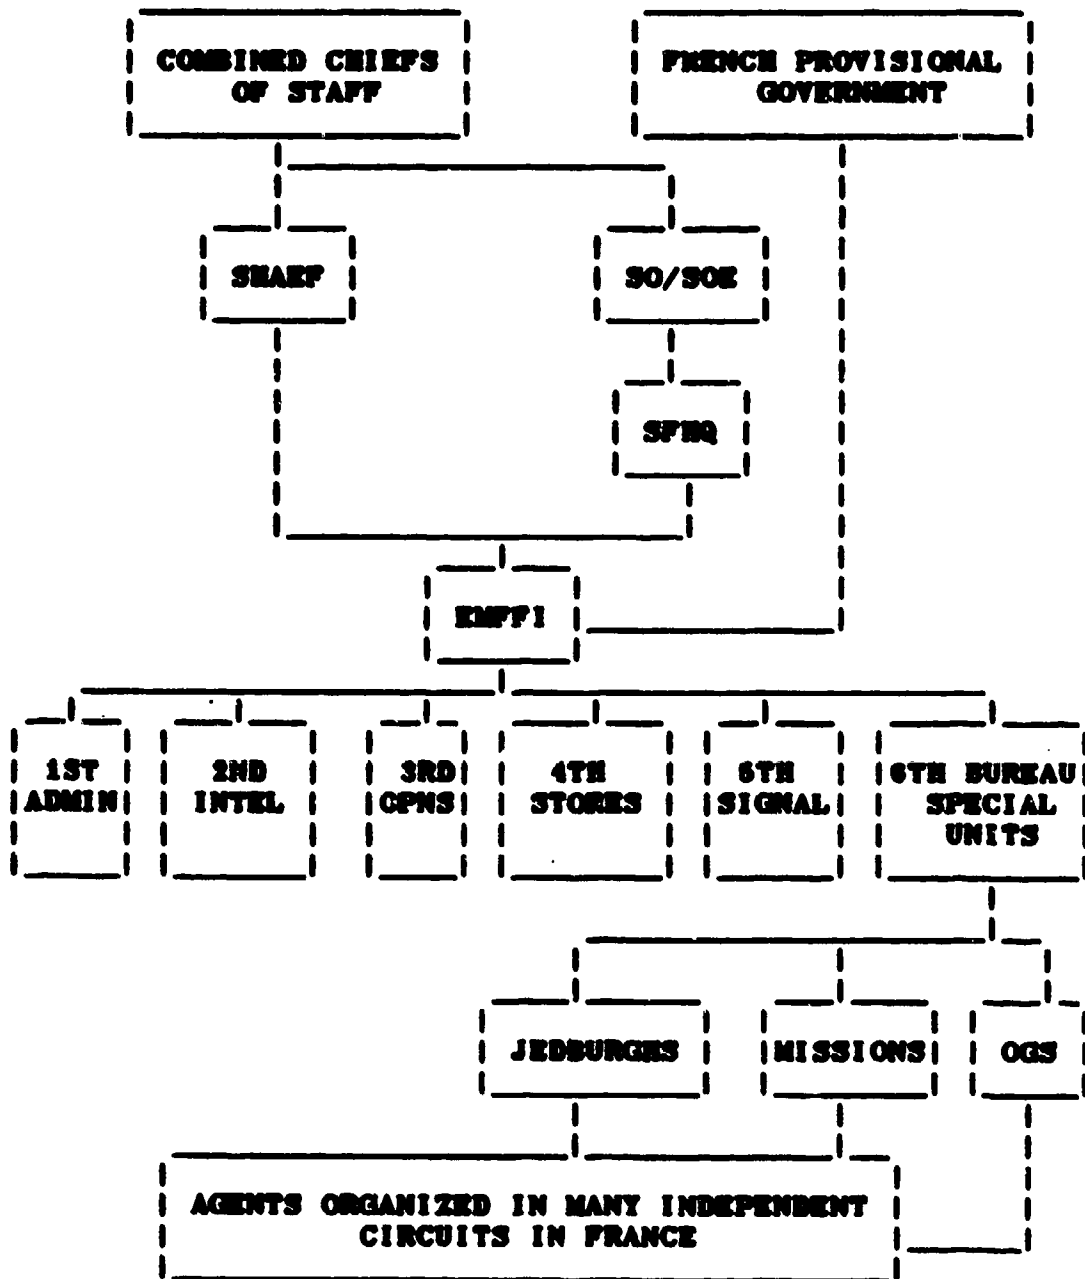 COMBINED CHIEFS
OF STAFF
FRENCH PROVISIONAL
GOVERNMENT
SHAEF
SO/SOE
SFHQ
EMFFI
1ST
ADMIN
2ND
INTEL
3RD
OPNS
4TH
STORES
5TH
SIGNAL
6TH BUREAU
SPECIAL
UNITS
JEDBURGHS
MISSIONS
OGS
AGENTS ORGANIZED IN MANY INDEPENDENT
CIRCUITS IN FRANCE